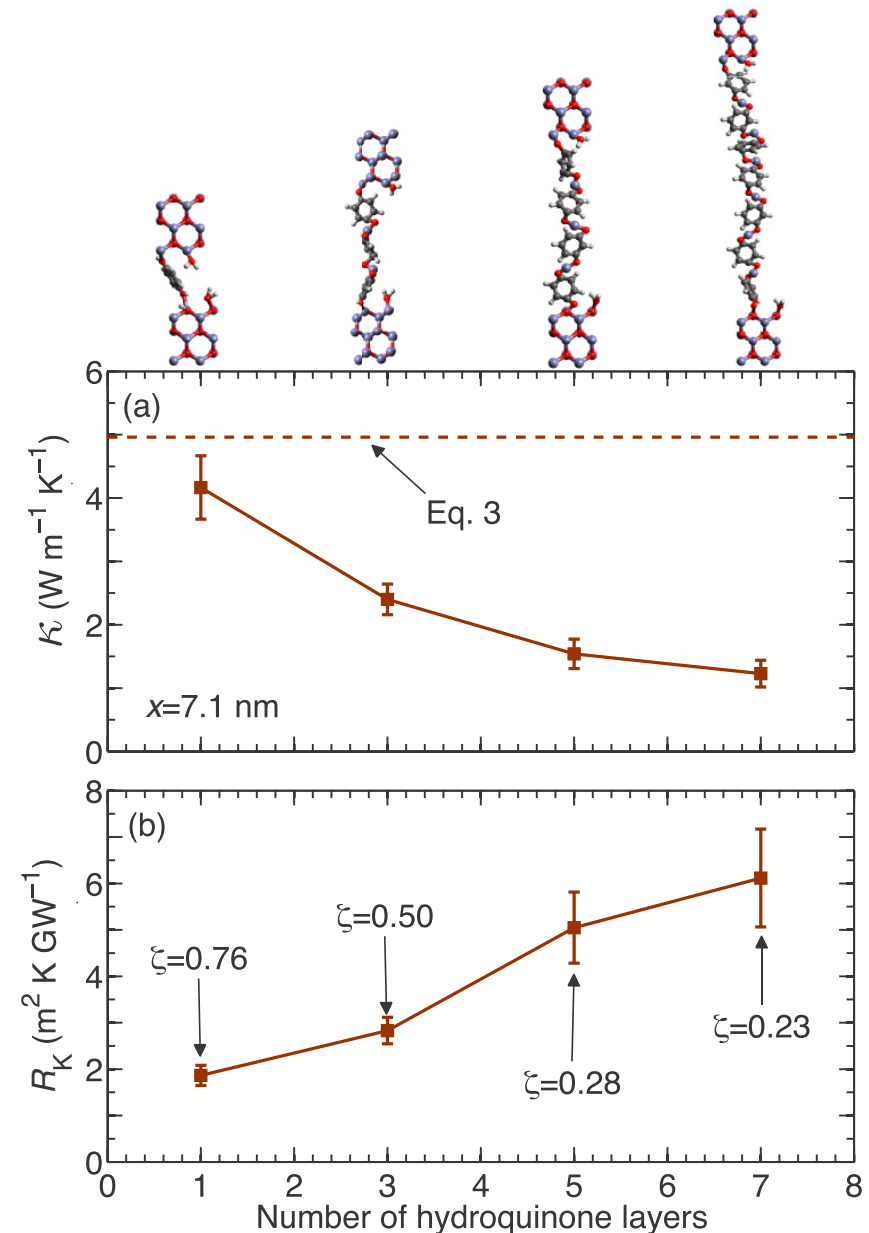 6
(a)
Eq. 3
4
2
x=7.1 nm
0
κ (W m⁻¹ K⁻¹)
8
(b)
ζ=0.50
6
ζ=0.76
4
ζ=0.23
ζ=0.28
2
0
R_K (m² K GW⁻¹)
0 1 2 3 4 5 6 7 8
Number of hydroquinone layers